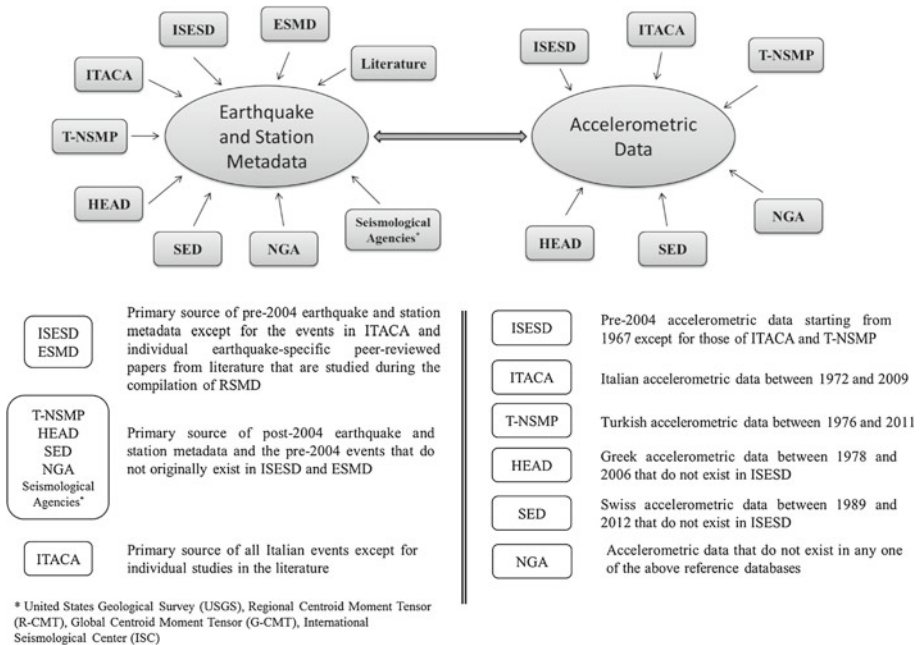 ISESD
ESMD
Literature
ITACA
T-NSMP
HEAD
SED
NGA
Seismological
Agencies*
Earthquake
and Station
Metadata
ISESD
ITACA
T-NSMP
NGA
SED
HEAD
Accelerometric
Data
ISESD
ESMD
Primary source of pre-2004 earthquake and station
metadata except for the events in ITACA and
individual earthquake-specific peer-reviewed
papers from literature that are studied during the
compilation of RSMD
T-NSMP
HEAD
SED
NGA
Seismological
Agencies*
Primary source of post-2004 earthquake and
station metadata and the pre-2004 events that do
not originally exist in ISESD and ESMD
ITACA
Primary source of all Italian events except for
individual studies in the literature
* United States Geological Survey (USGS), Regional Centroid Moment Tensor
(R-CMT), Global Centroid Moment Tensor (G-CMT), International
Seismological Center (ISC)
ISESD
Pre-2004 accelerometric data starting from
1967 except for those of ITACA and T-NSMP
ITACA
Italian accelerometric data between 1972 and 2009
T-NSMP
Turkish accelerometric data between 1976 and 2011
HEAD
Greek accelerometric data between 1978 and
2006 that do not exist in ISESD
SED
Swiss accelerometric data between 1989 and
2012 that do not exist in ISESD
NGA
Accelerometric data that do not exist in any one
of the above reference databases